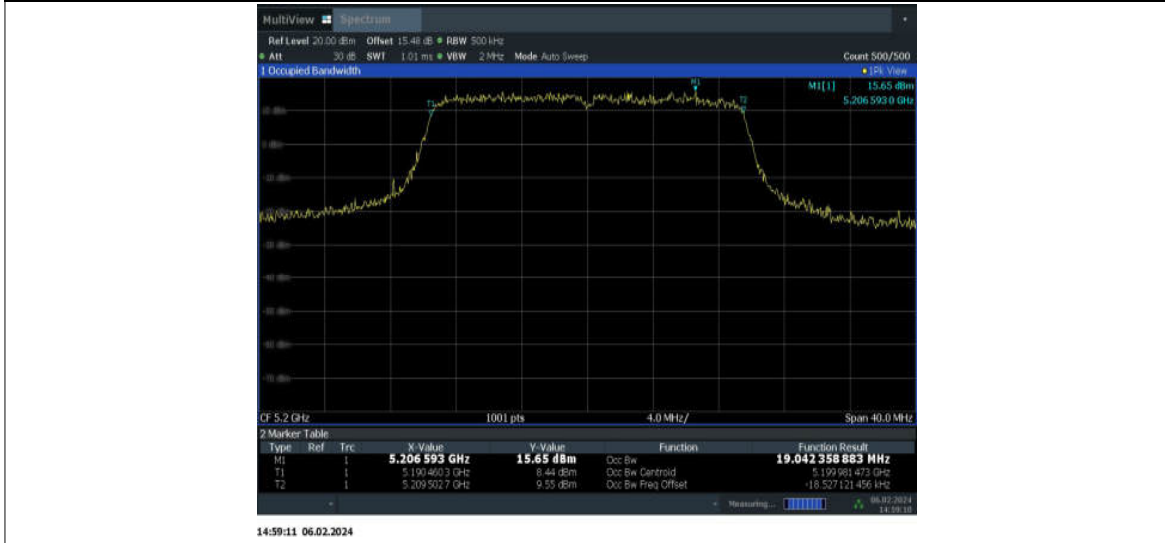 MultiView Spectrum
Ref Level 20.00 dBm Offset 15.48 dB RBW 500 kHz
Att 30 dB SWT 1.01 ms VBW 2 MHz Mode Auto Sweep Count 500/500
1 Occupied Bandwidth 1Pk View
M1
M1[1] 15.65 dBm
5.206 593 0 GHz
T1
T2
CF 5.2 GHz 1001 pts 4.0 MHz/ Span 40.0 MHz
2 Marker Table
Type Ref Trc X-Value Y-Value Function Function Result
M1 1 5.206 593 GHz 15.65 dBm Occ Bw 19.042 358 883 MHz
T1 1 5.190 460 3 GHz 8.44 dBm Occ Bw Centroid 5.199 981 473 GHz
T2 1 5.209 502 7 GHz 9.55 dBm Occ Bw Freq Offset -18.527 121 456 kHz
Measuring... 06.02.2024
14:59:10
14:59:11 06.02.2024